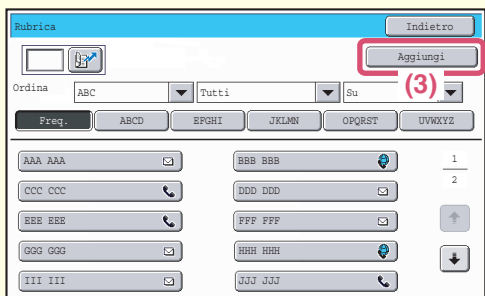 Rubrica Indietro
Aggiungi
(3)
Ordina ABC Tutti Su
Freq. ABCD EFGHI JKLMN OPQRST UVWXYZ
AAA AAA BBB BBB 1
CCC CCC DDD DDD 2
EEE EEE FFF FFF
GGG GGG HHH HHH
III III JJJ JJJ